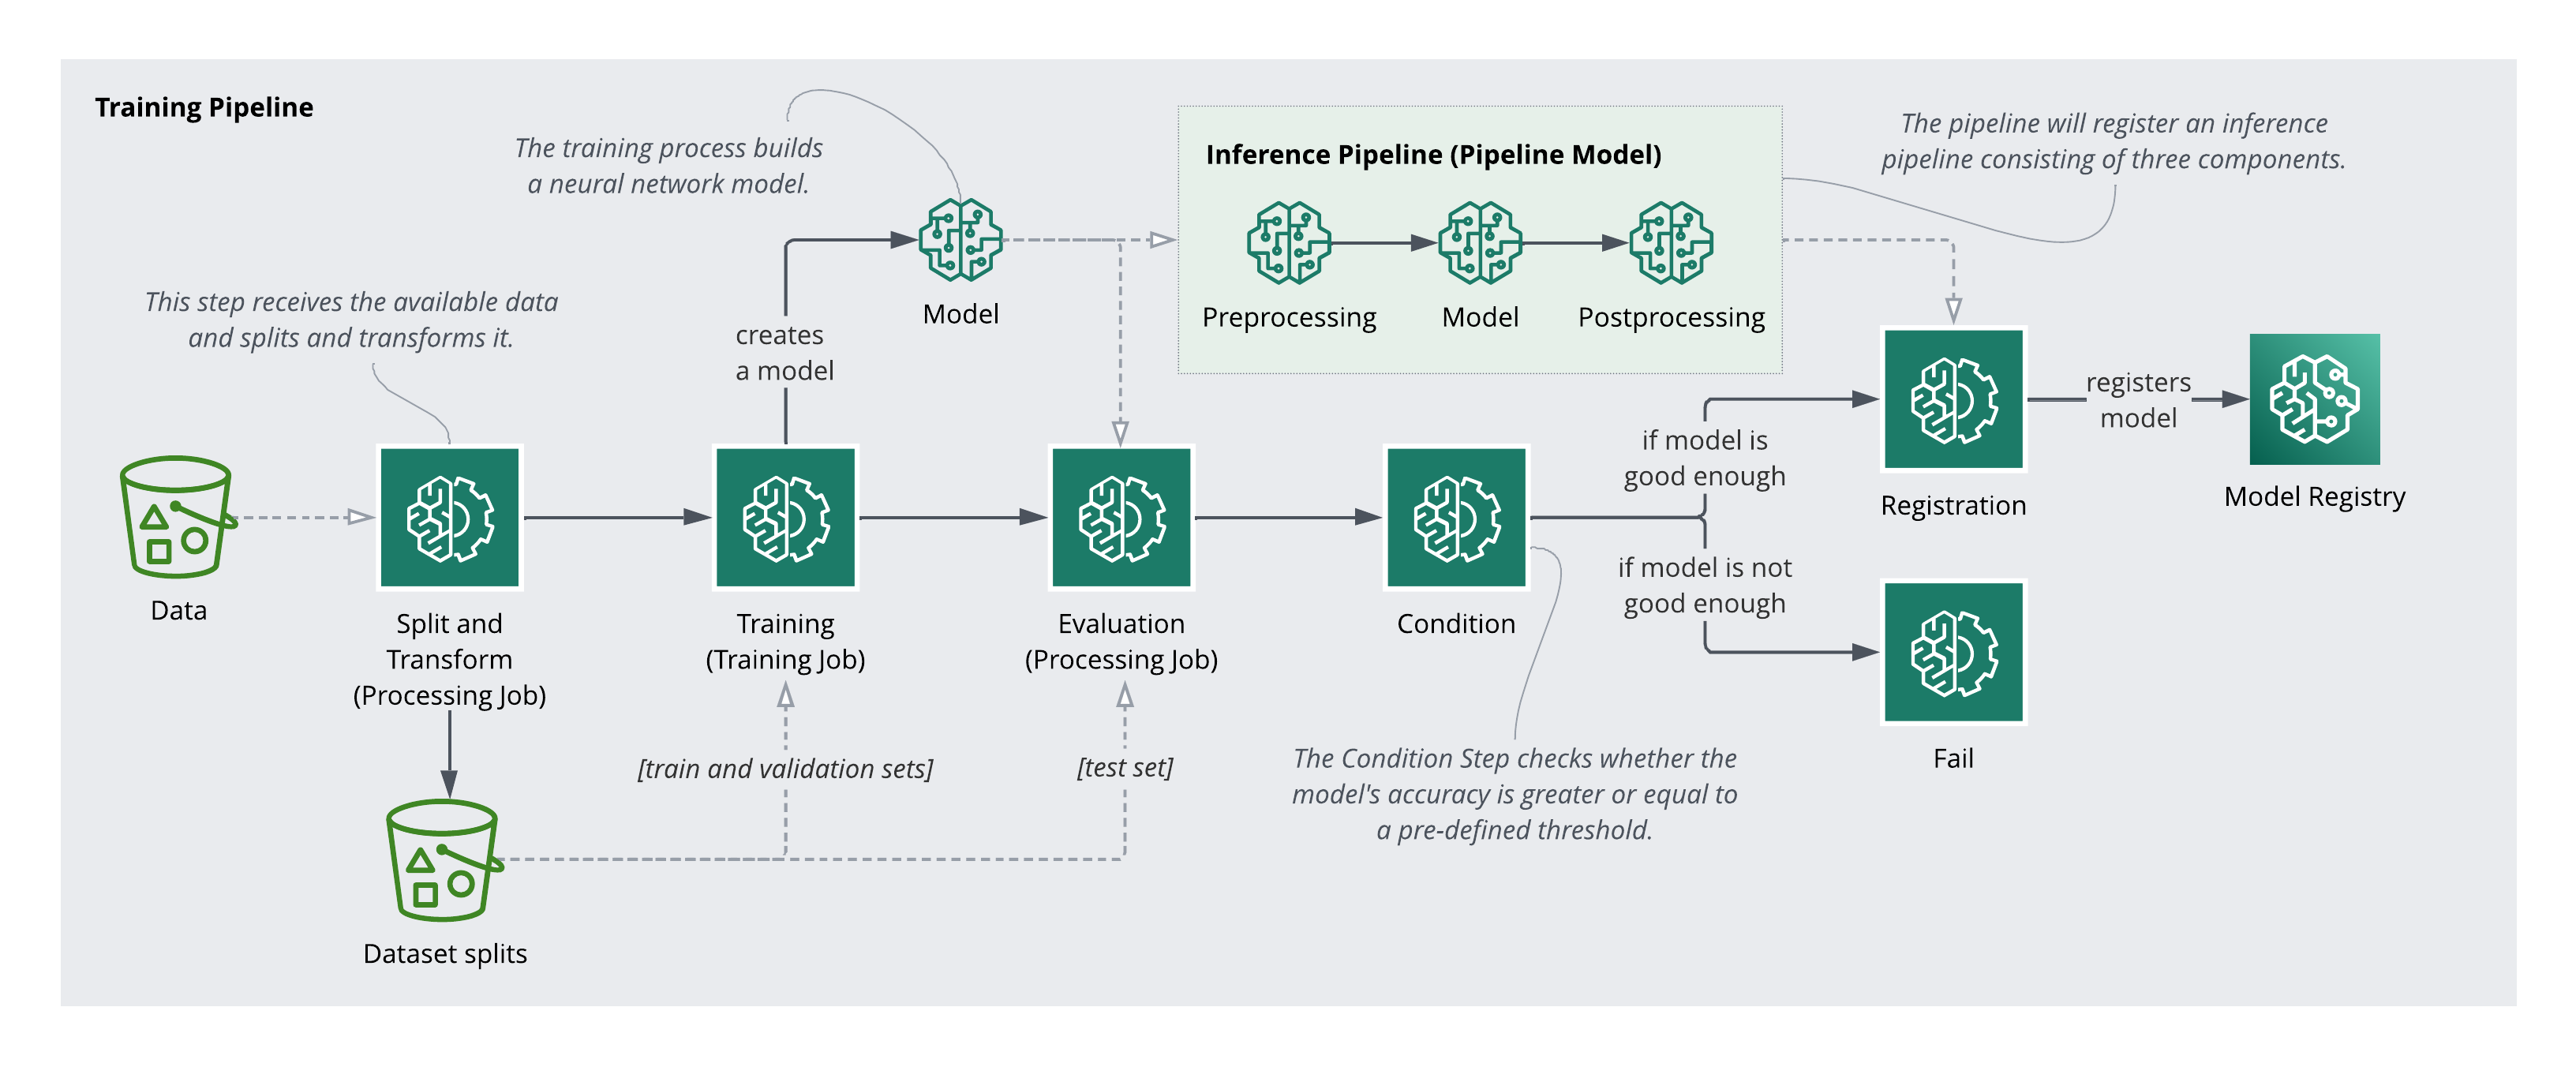 Training Pipeline
The training process builds
a neural network model.
Inference Pipeline (Pipeline Model)
The pipeline will register an inference
pipeline consisting of three components.
Preprocessing
Model
Postprocessing
Model
This step receives the available data
and splits and transforms it.
creates
a model
Data
Split and
Transform
(Processing Job)
Training
(Training Job)
Evaluation
(Processing Job)
Condition
if model is
good enough
if model is not
good enough
Registration
registers
model
Model Registry
Fail
[train and validation sets]
[test set]
The Condition Step checks whether the
model's accuracy is greater or equal to
a pre-defined threshold.
Dataset splits